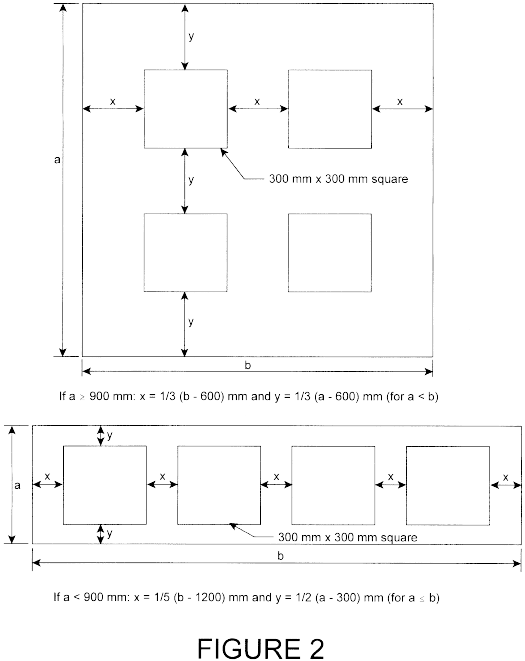 y
x x x
a
300 mm x 300 mm square
y
y
b
If a > 900 mm: x = 1/3 (b - 600) mm and y = 1/3 (a - 600) mm (for a < b)
y
x x x x x
a
y
300 mm x 300 mm square
b
If a < 900 mm: x = 1/5 (b - 1200) mm and y = 1/2 (a - 300) mm (for a ≤ b)
FIGURE 2